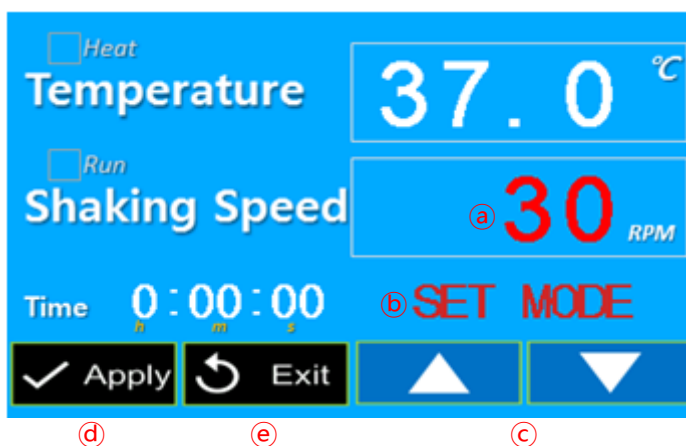 Heat
Temperature 37.0 ℃
Run
Shaking Speed ⓐ 30 RPM
Time 0:00:00 ⓑ SET MODE
h m s
Apply Exit
ⓓ ⓔ ⓒ